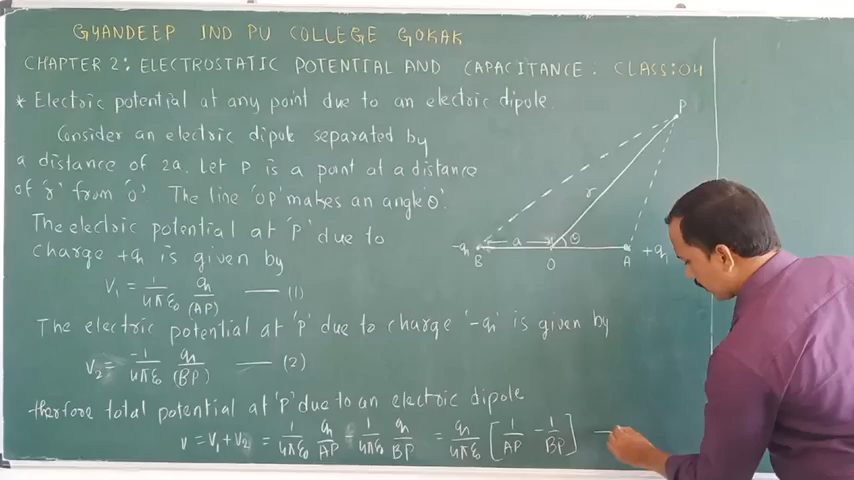 GYANDEEP IND PU COLLEGE GOKAK
CHAPTER 2: ELECTROSTATIC POTENTIAL AND CAPACITANCE: CLASS:04
* Electric potential at any point due to an electric dipole.
Consider an electric dipole separated by
a distance of 2a. Let P is a point at a distance
of 'r' from 'O' The line 'OP' makes an angle 'θ'.
The electric potential at 'P' due to
charge +q is given by
V₁ = 1/4πε₀ q/(AP) — (1)
The electric potential at 'P' due to charge '-q' is given by
V₂ = -1/4πε₀ q/(BP) — (2)
therefore total potential at 'P' due to an electric dipole
V = V₁ + V₂ = 1/4πε₀ q/AP - 1/4πε₀ q/BP = q/4πε₀ [1/AP - 1/BP] —
P
r
-q a θ +q
B O A